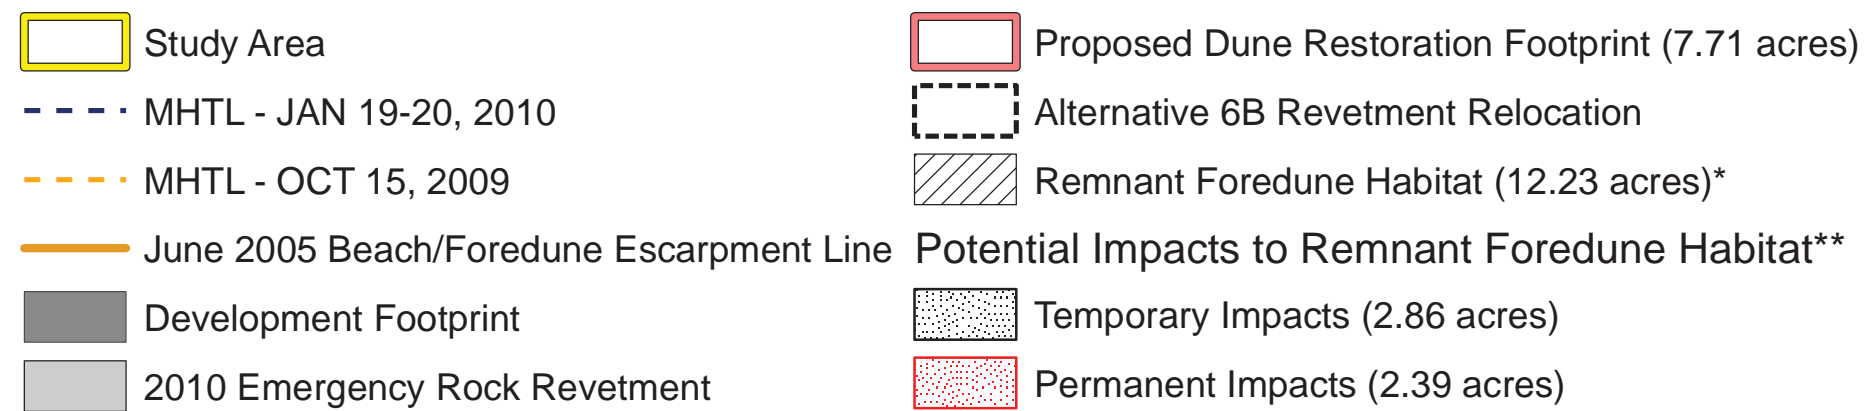 Study Area
MHTL - JAN 19-20, 2010
MHTL - OCT 15, 2009
June 2005 Beach/Foredune Escarpment Line
Development Footprint
2010 Emergency Rock Revetment
Proposed Dune Restoration Footprint (7.71 acres)
Alternative 6B Revetment Relocation
Remnant Foredune Habitat (12.23 acres)*
Potential Impacts to Remnant Foredune Habitat**
Temporary Impacts (2.86 acres)
Permanent Impacts (2.39 acres)